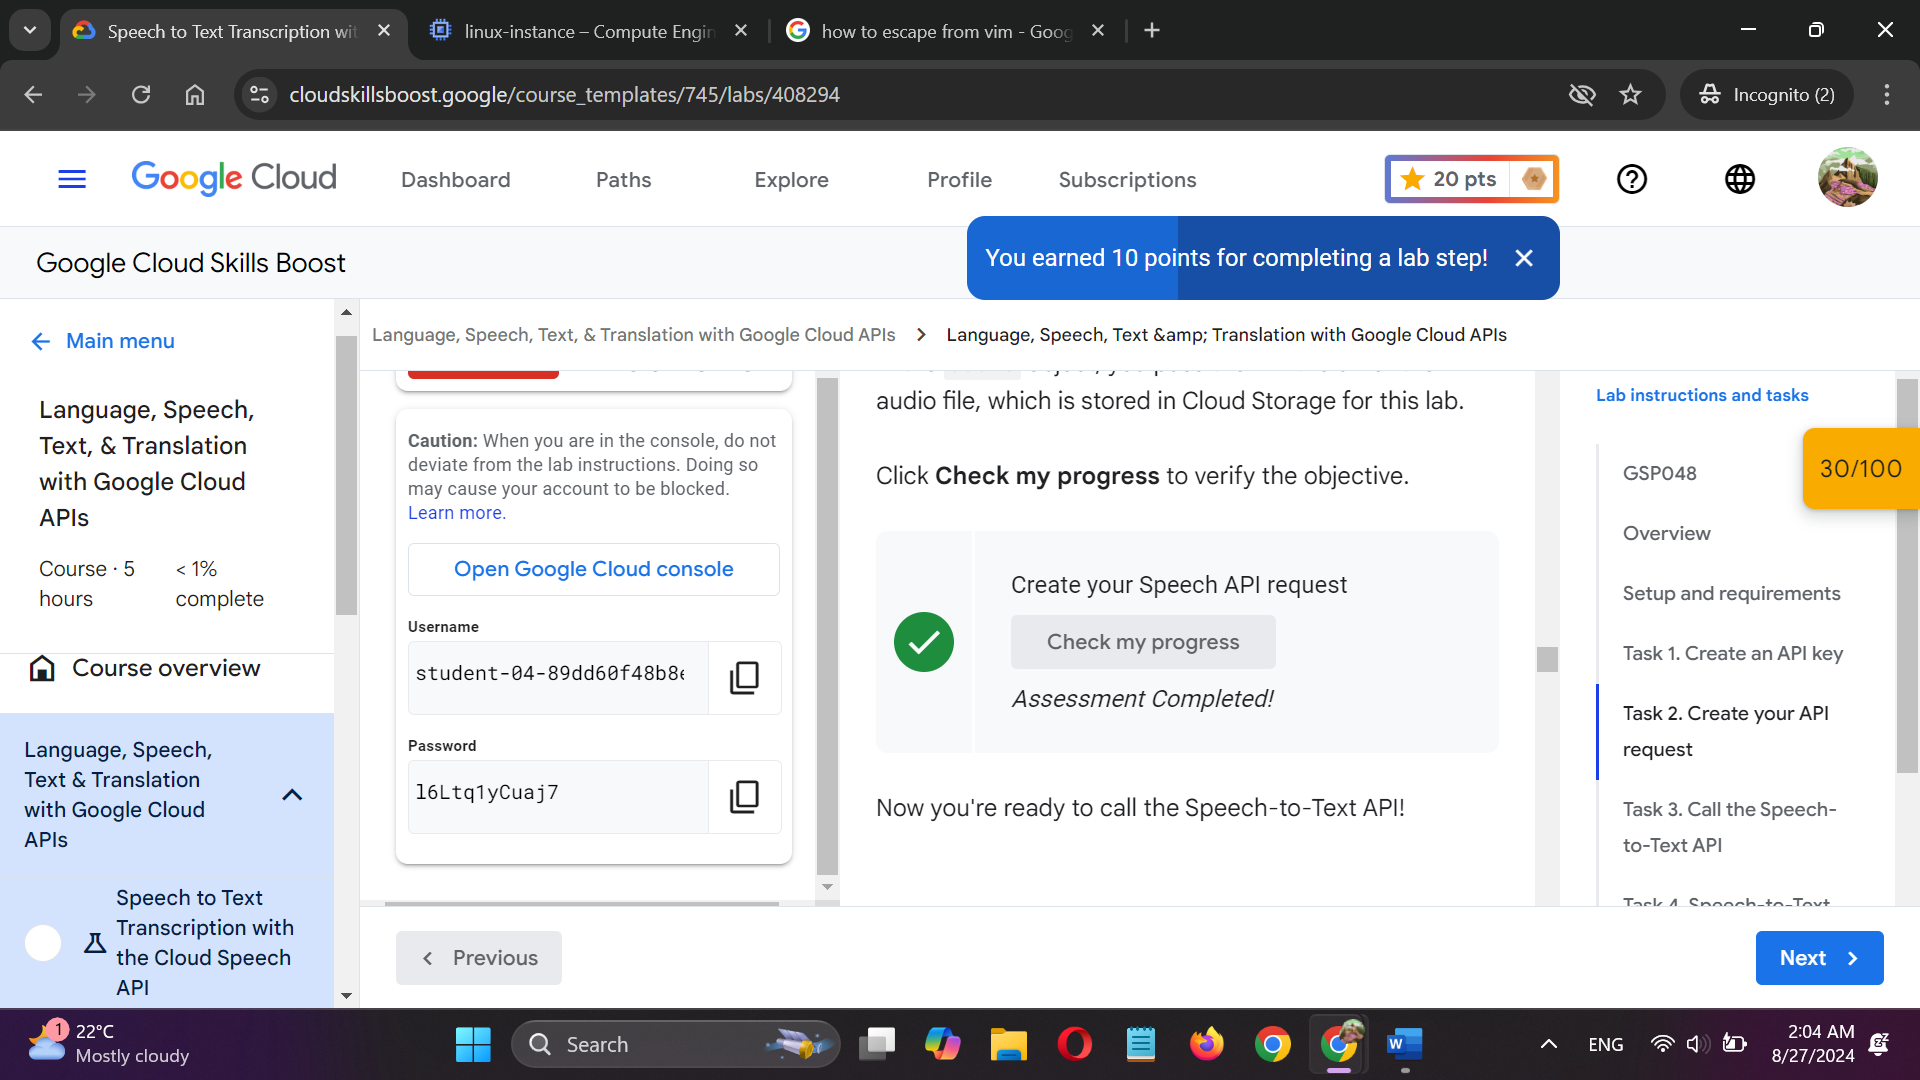 Speech to Text Transcription wit
linux-instance – Compute Engin
how to escape from vim - Goog
cloudskillsboost.google/course_templates/745/labs/408294
Incognito (2)
Google Cloud
Dashboard
Paths
Explore
Profile
Subscriptions
20 pts
Google Cloud Skills Boost
You earned 10 points for completing a lab step!
Main menu
Language, Speech, Text, & Translation with Google Cloud APIs
Language, Speech, Text &amp; Translation with Google Cloud APIs
Language, Speech,
Text, & Translation
with Google Cloud
APIs
Course · 5
hours
< 1%
complete
Course overview
Language, Speech,
Text & Translation
with Google Cloud
APIs
Speech to Text
Transcription with
the Cloud Speech
API
Caution: When you are in the console, do not
deviate from the lab instructions. Doing so
may cause your account to be blocked.
Learn more.
Open Google Cloud console
Username
student-04-89dd60f48b8e
Password
l6Ltq1yCuaj7
audio file, which is stored in Cloud Storage for this lab.
Click Check my progress to verify the objective.
Create your Speech API request
Check my progress
Assessment Completed!
Now you're ready to call the Speech-to-Text API!
Lab instructions and tasks
30/100
GSP048
Overview
Setup and requirements
Task 1. Create an API key
Task 2. Create your API
request
Task 3. Call the Speech-
to-Text API
Task 4. Speech-to-Text
Previous
Next
1
22°C
Mostly cloudy
Search
W
ENG
2:04 AM
8/27/2024